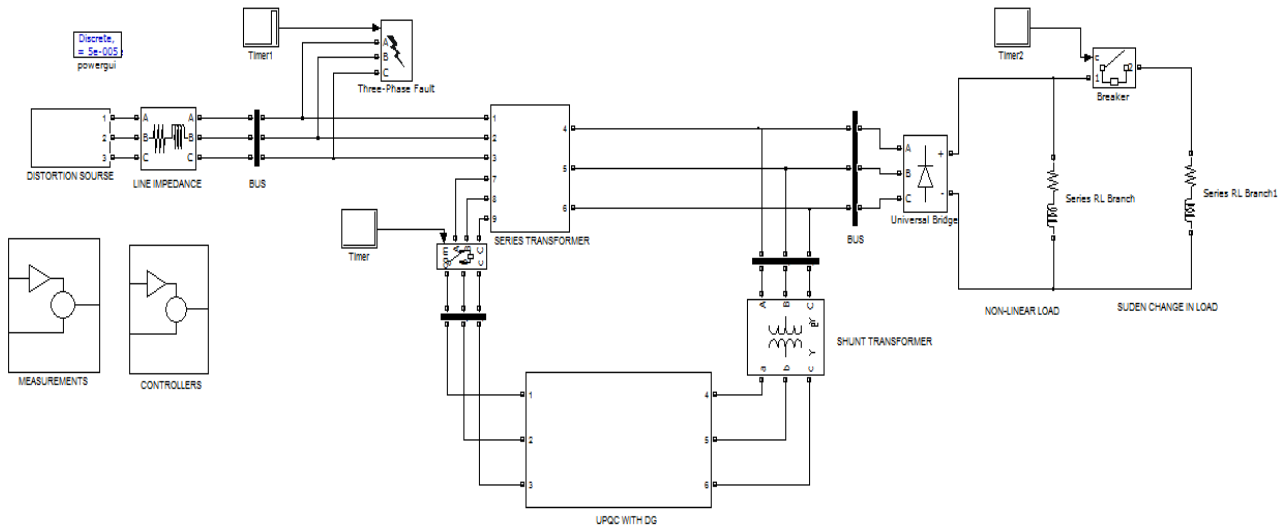 Discrete,
= 5e-005
powergui
Timer1
A
B
C
Three-Phase Fault
Timer2
c
1
2
Breaker
1
2
3
DISTORTION SOURSE
A
B
C
A
B
C
LINE IMPEDANCE
BUS
1
2
3
7
8
9
4
5
6
SERIES TRANSFORMER
BUS
A
B
C
+
-
Universal Bridge
Series RL Branch
Series RL Branch1
NON-LINEAR LOAD
SUDEN CHANGE IN LOAD
Timer
A
C
c
MEASUREMENTS
CONTROLLERS
A
B
C
Y
a
b
c
SHUNT TRANSFORMER
1
2
3
4
5
6
UPQC WITH DG